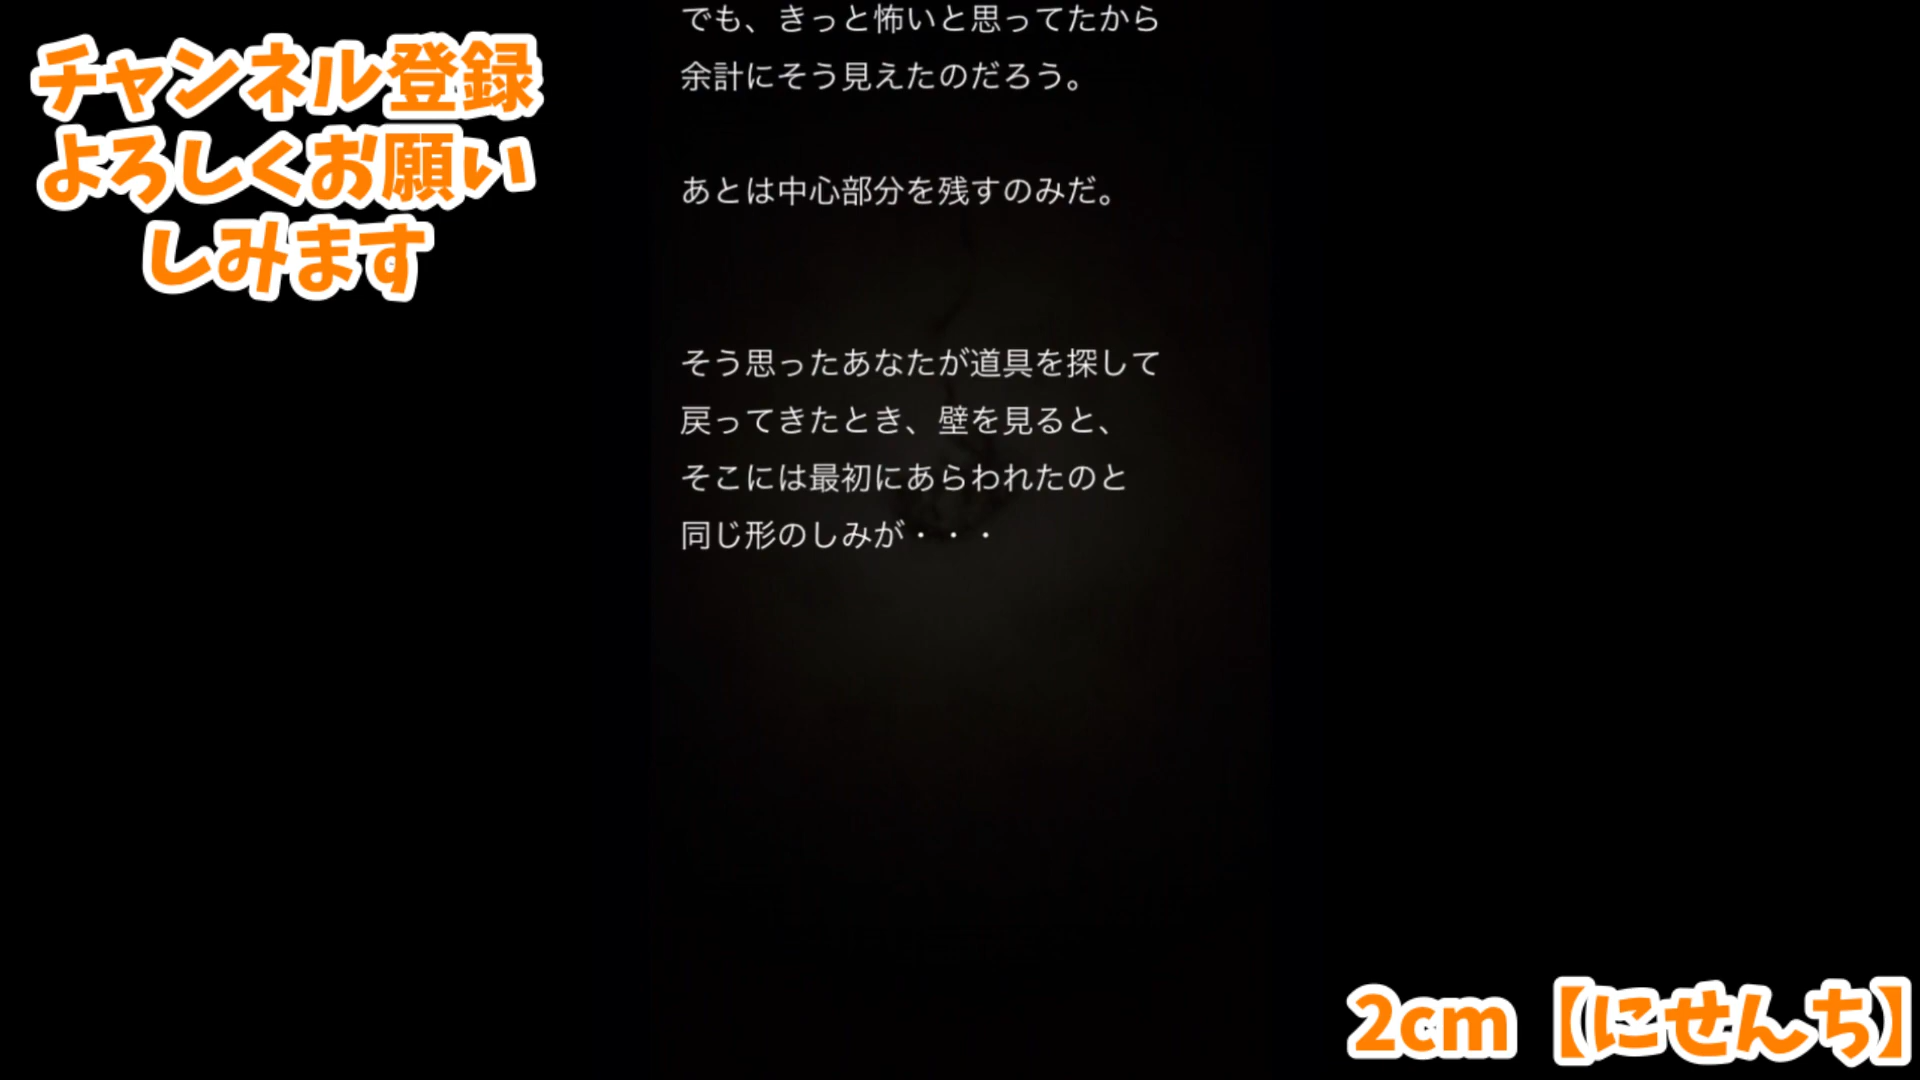 チャンネル登録
よろしくお願い
しみます
でも、きっと怖いと思ってたから
余計にそう見えたのだろう。
あとは中心部分を残すのみだ。
そう思ったあなたが道具を探して
戻ってきたとき、壁を見ると、
そこには最初にあらわれたのと
同じ形のしみが・・・
2cm【にせんち】